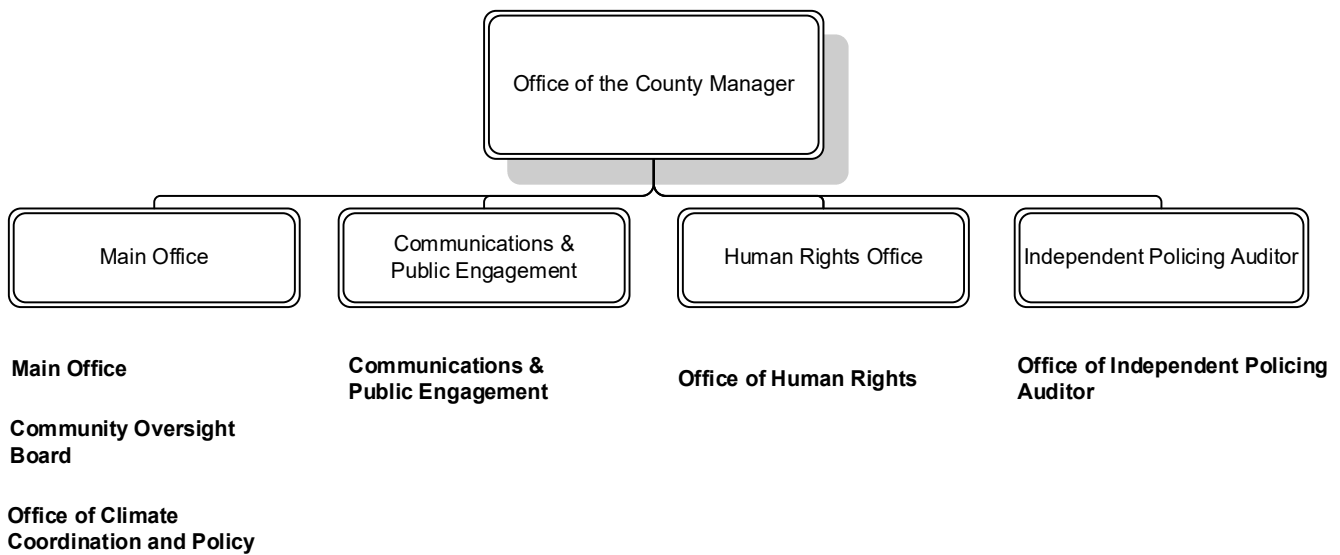 Office of the County Manager
Main Office
Communications &
Public Engagement
Human Rights Office
Independent Policing Auditor
Main Office
Community Oversight
Board
Office of Climate
Coordination and Policy
Communications &
Public Engagement
Office of Human Rights
Office of Independent Policing
Auditor